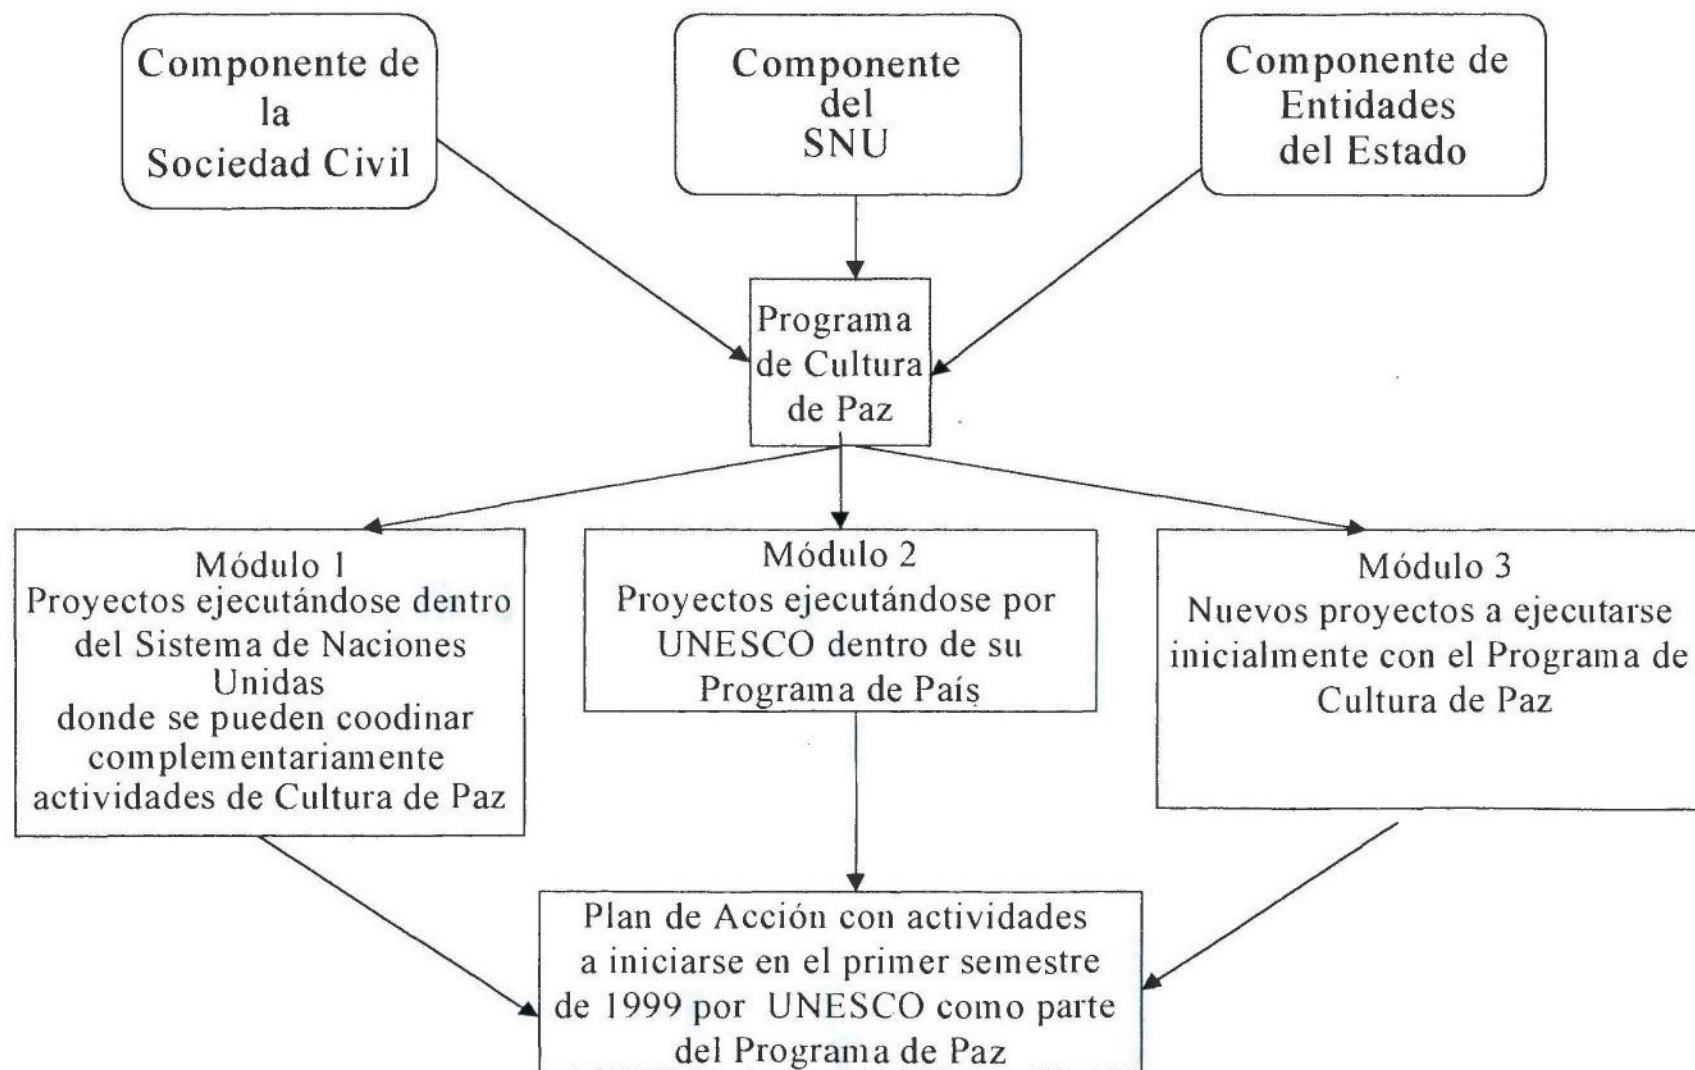 Componente de
la
Sociedad Civil
Componente
del
SNU
Componente de
Entidades
del Estado
Programa
de Cultura
de Paz
Módulo 1
Proyectos ejecutándose dentro
del Sistema de Naciones
Unidas
donde se pueden coodinar
complementariamente
actividades de Cultura de Paz
Módulo 2
Proyectos ejecutándose por
UNESCO dentro de su
Programa de País
Módulo 3
Nuevos proyectos a ejecutarse
inicialmente con el Programa de
Cultura de Paz
Plan de Acción con actividades
a iniciarse en el primer semestre
de 1999 por UNESCO como parte
del Programa de Paz